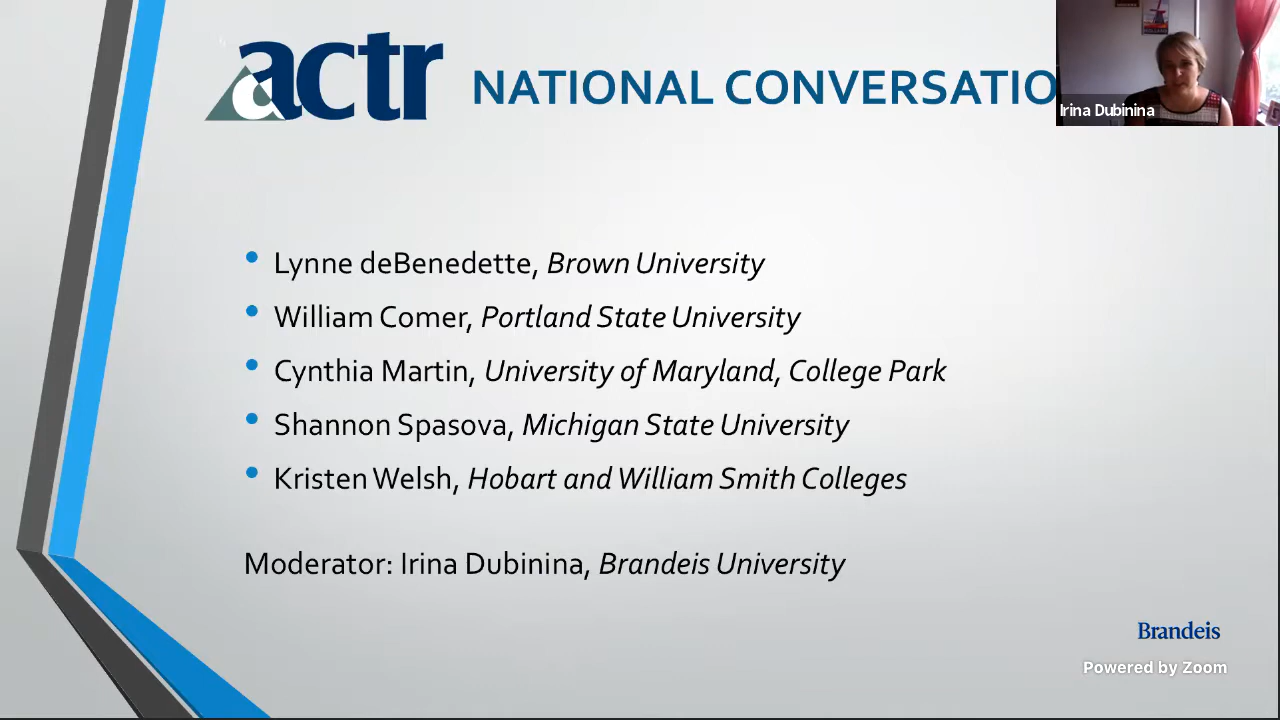 actr
NATIONAL CONVERSATIO
Irina Dubinina
• Lynne deBenedette, Brown University
• William Comer, Portland State University
• Cynthia Martin, University of Maryland, College Park
• Shannon Spasova, Michigan State University
• Kristen Welsh, Hobart and William Smith Colleges
Moderator: Irina Dubinina, Brandeis University
Brandeis
Powered by Zoom